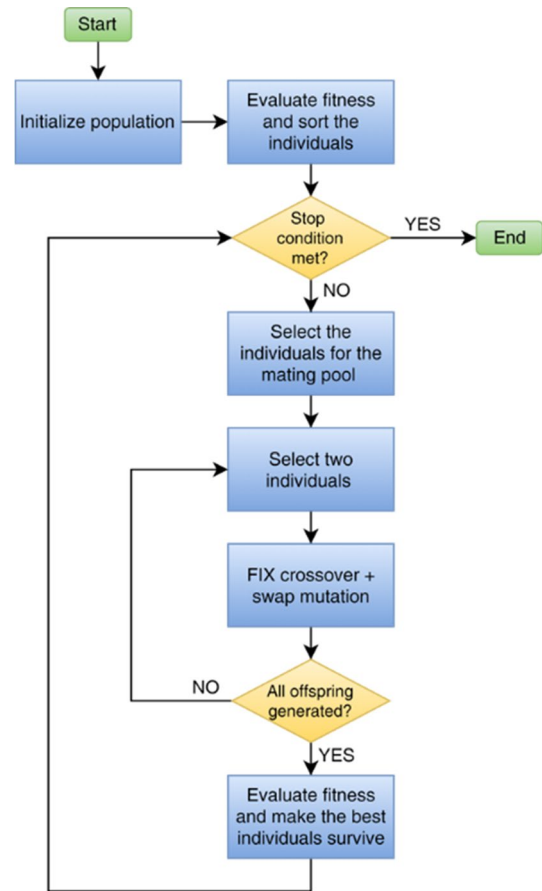 Start
Initialize population
Evaluate fitness
and sort the
individuals
Stop
condition
met?
YES
End
NO
Select the
individuals for the
mating pool
Select two
individuals
FIX crossover +
swap mutation
All offspring
generated?
NO
YES
Evaluate fitness
and make the best
individuals survive